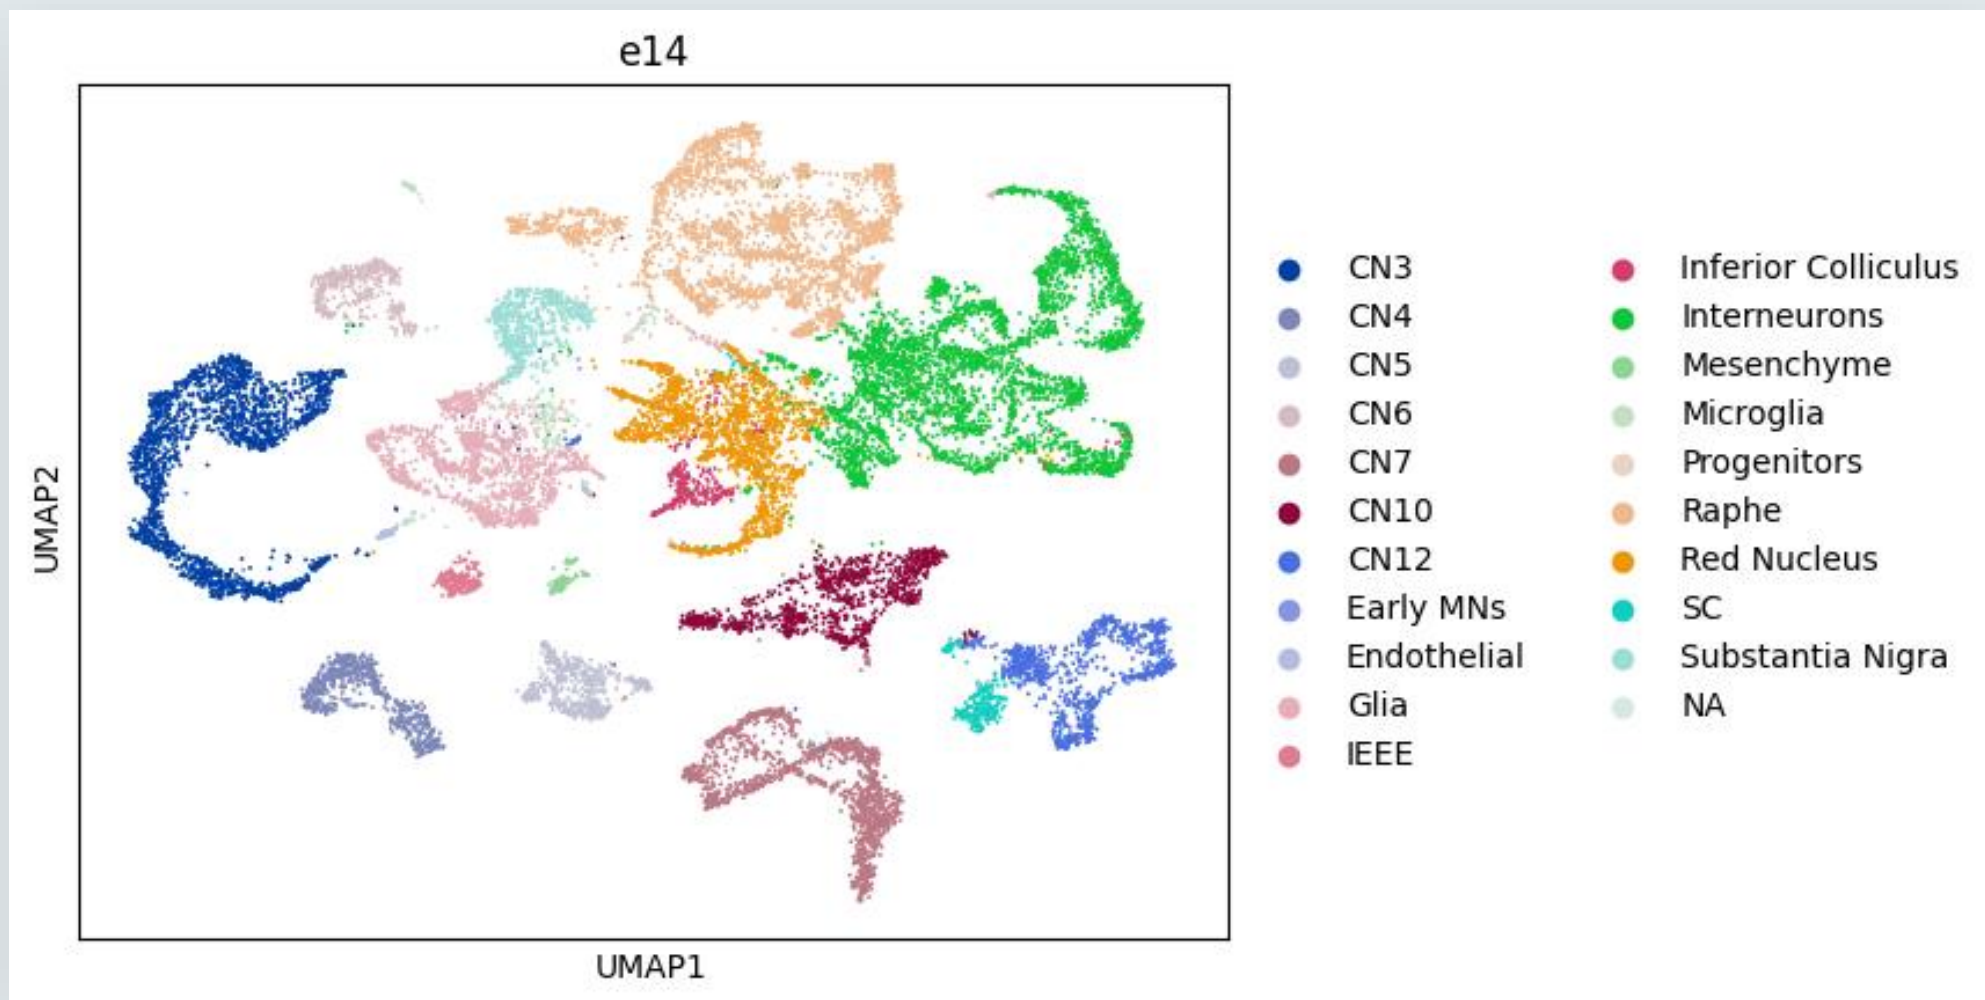 e14
UMAP2
UMAP1
CN3
CN4
CN5
CN6
CN7
CN10
CN12
Early MNs
Endothelial
Glia
IEEE
Inferior Colliculus
Interneurons
Mesenchyme
Microglia
Progenitors
Raphe
Red Nucleus
SC
Substantia Nigra
NA